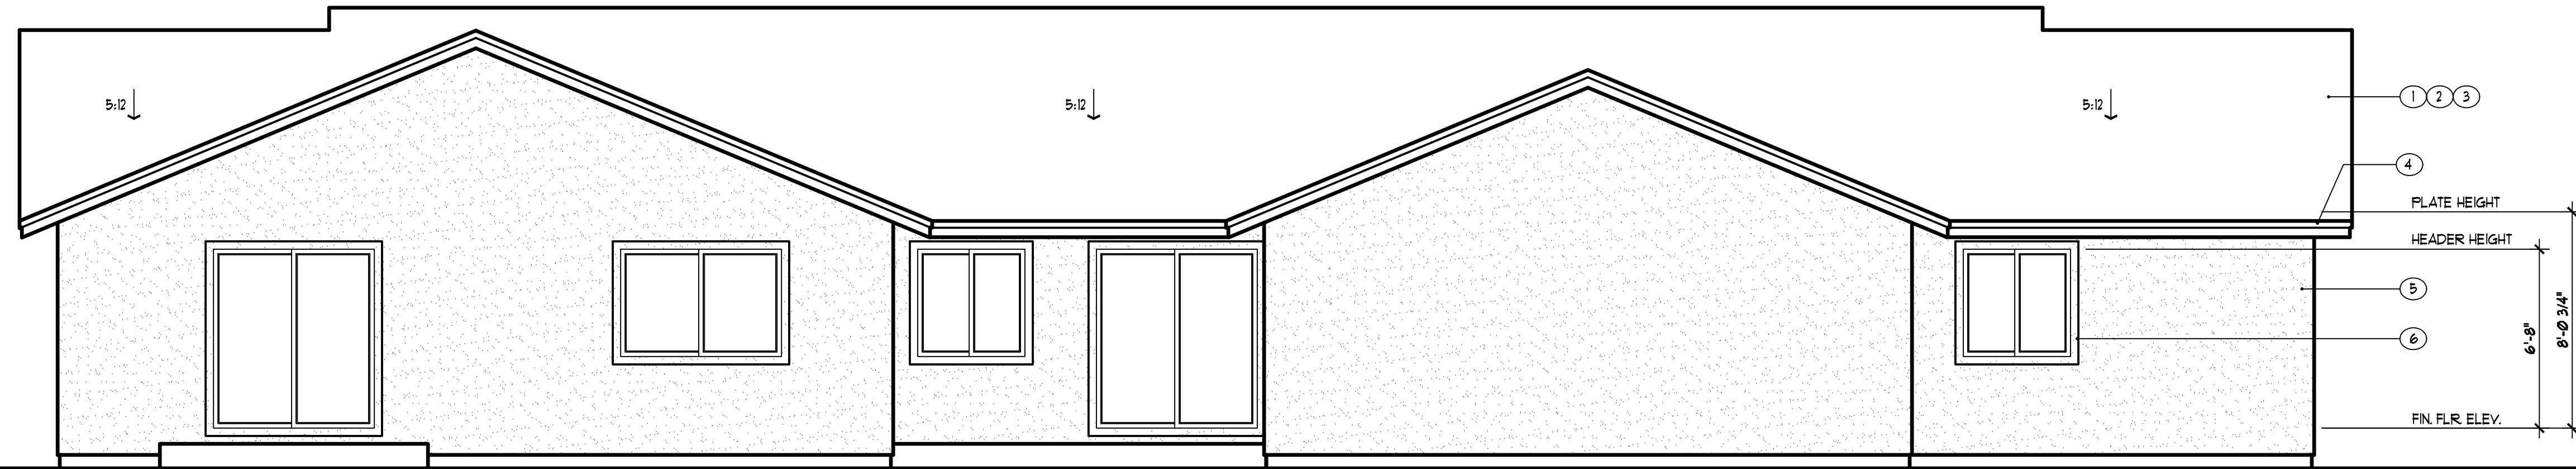 5:12
5:12
5:12
1 2 3
4
PLATE HEIGHT
HEADER HEIGHT
5
6
6'-8"
8'-0 3/4"
FIN. FLR. ELEV.